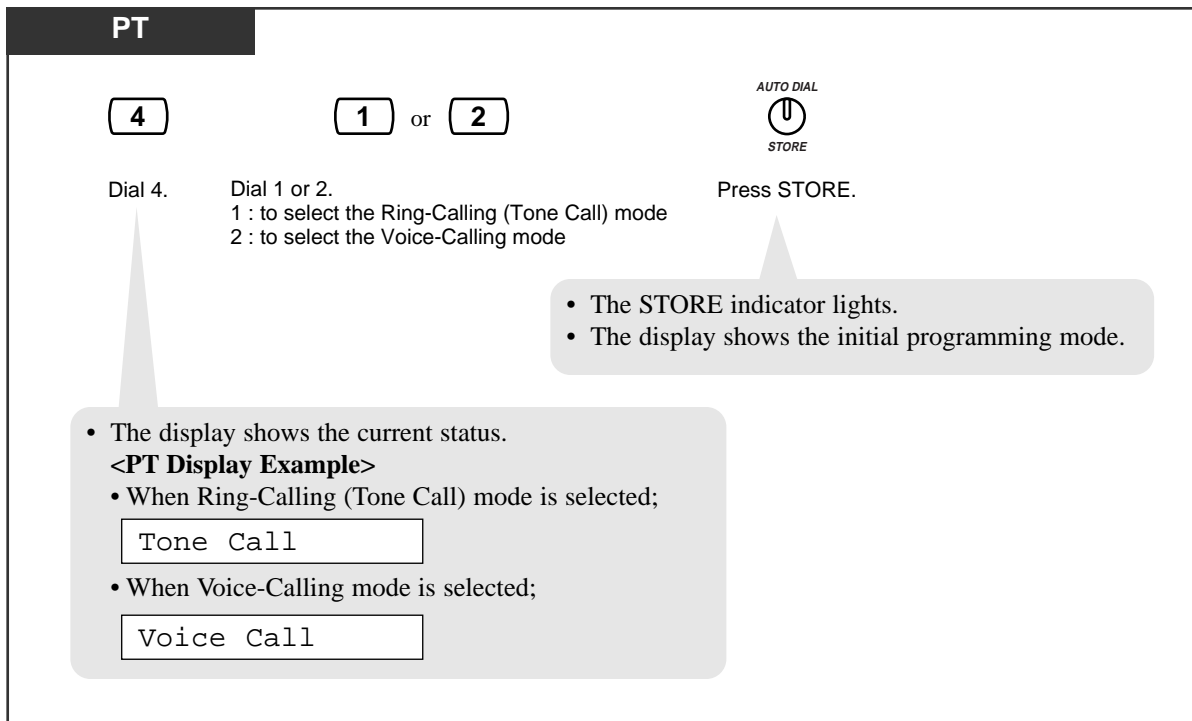 PT
4
1 or 2
AUTO DIAL
STORE
Dial 4.
Dial 1 or 2.
1 : to select the Ring-Calling (Tone Call) mode
2 : to select the Voice-Calling mode
Press STORE.
• The STORE indicator lights.
• The display shows the initial programming mode.
• The display shows the current status.
<PT Display Example>
• When Ring-Calling (Tone Call) mode is selected;
Tone Call
• When Voice-Calling mode is selected;
Voice Call